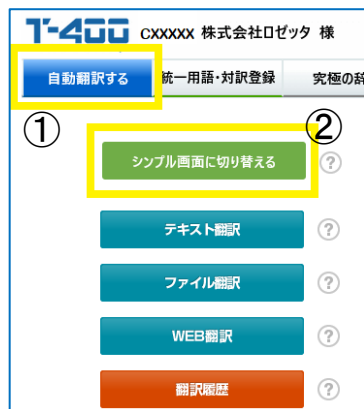 T-400 CXXXXX 株式会社ロゼッタ 様
自動翻訳する 統一用語・対訳登録 究極の辞
① ②
シンプル画面に切り替える ?
テキスト翻訳 ?
ファイル翻訳 ?
WEB翻訳 ?
翻訳履歴 ?